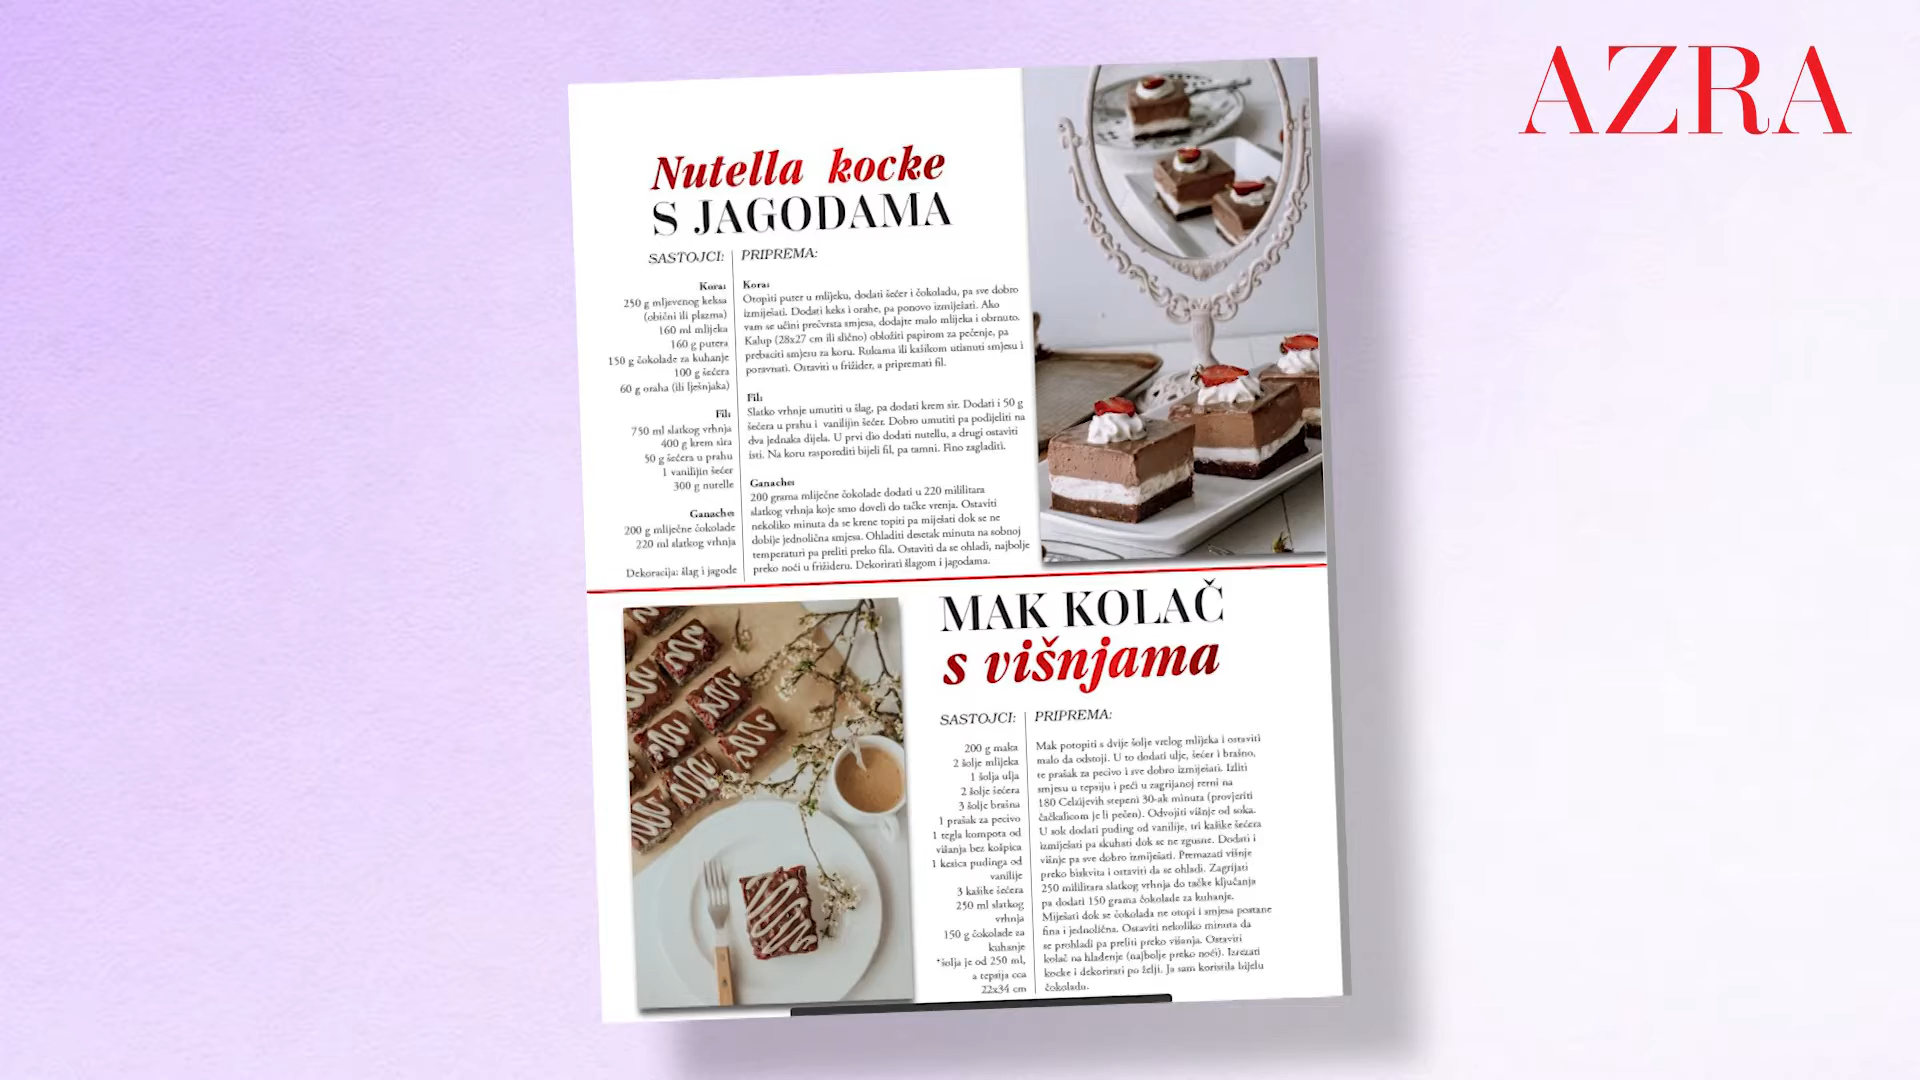 AZRA
Nutella kocke
S JAGODAMA
SASTOJCI:
Kora:
250 g mljevenog keksa
(obični ili plazma)
160 ml mlijeka
160 g putera
150 g čokolade za kuhanje
100 g šećera
60 g oraha (ili lješnjaka)
Fil:
750 ml slatkog vrhnja
400 g krem sira
50 g šećera u prahu
1 vanilijin šećer
300 g nutelle
Ganache:
200 g mliječne čokolade
220 ml slatkog vrhnja
Dekoracija: šlag i jagode
PRIPREMA:
Kora:
Otopiti puter u mlijeku, dodati šećer i čokoladu, pa sve dobro
izmiješati. Dodati keks i orahe, pa ponovo izmiješati. Ako
vam se učini prečvrsta smjesa, dodajte malo mlijeka i obrnuto.
Kalup (28x27 cm ili slično) obložiti papirom za pečenje, pa
prebaciti smjesu za koru. Rukama ili kašikom utisnuti smjesu i
poravnati. Ostaviti u frižider, a pripremati fil.
Fil:
Slatko vrhnje umutiti u šlag, pa dodati krem sir. Dodati i 50 g
šećera u prahu i vanilijin šećer. Dobro umutiti pa podijeliti na
dva jednaka dijela. U prvi dio dodati nutellu, a drugi ostaviti
isti. Na koru rasporediti bijeli fil, pa tamni. Fino zagladiti.
Ganache:
200 grama mliječne čokolade dodati u 220 mililitara
slatkog vrhnja koje smo doveli do tačke vrenja. Ostaviti
nekoliko minuta da se krene topiti pa miješati dok se ne
dobije jednolična smjesa. Ohladiti desetak minuta na sobnoj
temperaturi pa preliti preko fila. Ostaviti da se ohladi, najbolje
preko noći u frižideru. Dekorirati šlagom i jagodama.
MAK KOLAČ
s višnjama
SASTOJCI:
200 g maka
2 šolje mlijeka
1 šolja ulja
2 šolje šećera
3 šolje brašna
1 prašak za pecivo
1 tegla kompota od
višanja bez košpica
1 kesica pudinga od
vanilije
3 kašike šećera
250 ml slatkog
vrhnja
150 g čokolade za
kuhanje
*šolja je od 250 ml,
a tepsija cca
22x34 cm
PRIPREMA:
Mak potopiti s dvije šolje vrelog mlijeka i ostaviti
malo da odstoji. U to dodati ulje, šećer i brašno,
te prašak za pecivo i sve dobro izmiješati. Izliti
smjesu u tepsiju i peći u zagrijanoj rerni na
180 Celzijevih stepeni 30-ak minuta (provjeriti
čačkalicom je li pečen). Odvojiti višnje od soka.
U sok dodati puding od vanilije, tri kašike šećera
izmiješati pa skuhati dok se ne zgusne. Dodati i
višnje pa sve dobro izmiješati. Premazati višnje
preko biskvita i ostaviti da se ohladi. Zagrijati
250 mililitara slatkog vrhnja do tačke ključanja
pa dodati 150 grama čokolade za kuhanje.
Miješati dok se čokolada ne otopi i smjesa postane
fina i jednolična. Ostaviti nekoliko minuta da
se prohladi pa preliti preko višanja. Ostaviti
kolač na hlađenje (najbolje preko noći). Izrezati
kocke i dekorirati po želji. Ja sam koristila bijelu
čokoladu.